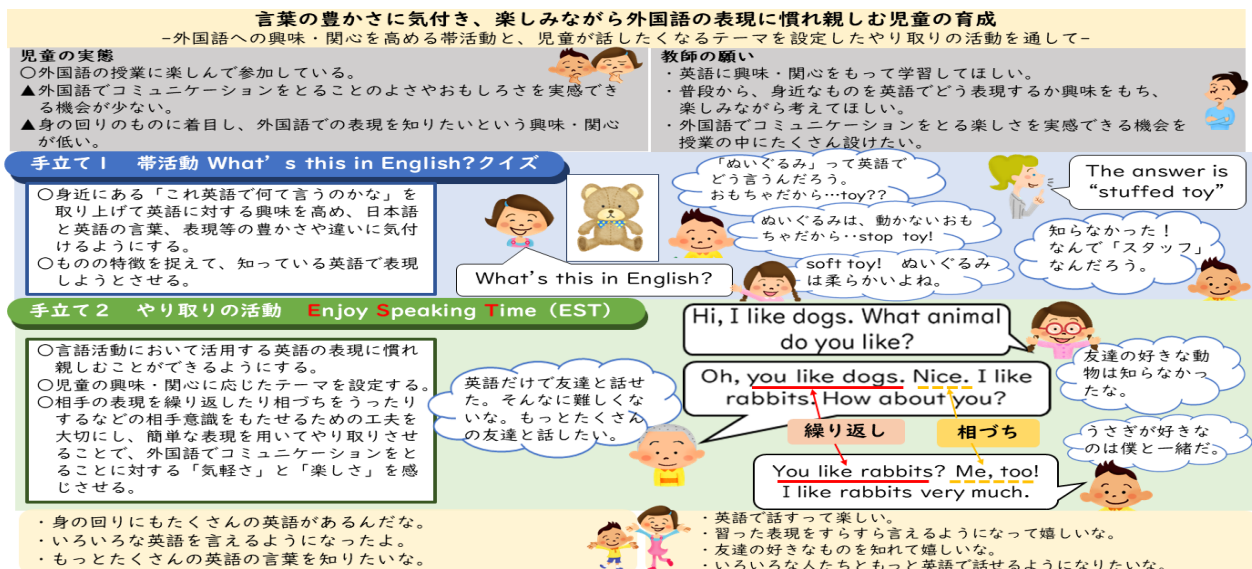 言葉の豊かさに気付き、楽しみながら外国語の表現に慣れ親しむ児童の育成
−外国語への興味・関心を高める帯活動と、児童が話したくなるテーマを設定したやり取りの活動を通して−
児童の実態
○外国語の授業に楽しんで参加している。
▲外国語でコミュニケーションをとることのよさやおもしろさを実感でき
る機会が少ない。
▲身の回りのものに着目し、外国語での表現を知りたいという興味・関心
が低い。
教師の願い
・英語に興味・関心をもって学習してほしい。
・普段から、身近なものを英語でどう表現するか興味をもち、
楽しみながら考えてほしい。
・外国語でコミュニケーションをとる楽しさを実感できる機会を
授業の中にたくさん設けたい。
手立て1 帯活動 What's this in English?クイズ
○身近にある「これ英語で何て言うのかな」を
取り上げて英語に対する興味を高め、日本語
と英語の言葉、表現等の豊かさや違いに気付
けるようにする。
○ものの特徴を捉えて、知っている英語で表現
しようとさせる。
What's this in English?
「ぬいぐるみ」って英語で
どう言うんだろう。
おもちゃだから…toy??
ぬいぐるみは、動かないおも
ちゃだから‥stop toy!
soft toy! ぬいぐるみ
は柔らかいよね。
The answer is
“stuffed toy”
知らなかった！
なんで「スタッフ」
なんだろう。
手立て2 やり取りの活動 Enjoy Speaking Time（EST）
○言語活動において活用する英語の表現に慣れ
親しむことができるようにする。
○児童の興味・関心に応じたテーマを設定する。
○相手の表現を繰り返したり相づちをうったり
するなどの相手意識をもたせるための工夫を
大切にし、簡単な表現を用いてやり取りさせ
ることで、外国語でコミュニケーションをと
ることに対する「気軽さ」と「楽しさ」を感
じさせる。
英語だけで友達と話せ
た。そんなに難しくな
いな。もっとたくさん
の友達と話したい。
Hi, I like dogs. What animal
do you like?
Oh, you like dogs. Nice. I like
rabbits. How about you?
繰り返し
相づち
You like rabbits? Me, too!
I like rabbits very much.
友達の好きな動
物は知らなかっ
たな。
うさぎが好きな
のは僕と一緒だ。
・身の回りにもたくさんの英語があるんだな。
・いろいろな英語を言えるようになったよ。
・もっとたくさんの英語の言葉を知りたいな。
・英語で話すって楽しい。
・習った表現をすらすら言えるようになって嬉しいな。
・友達の好きなものを知れて嬉しいな。
・いろいろな人たちともっと英語で話せるようになりたいな。